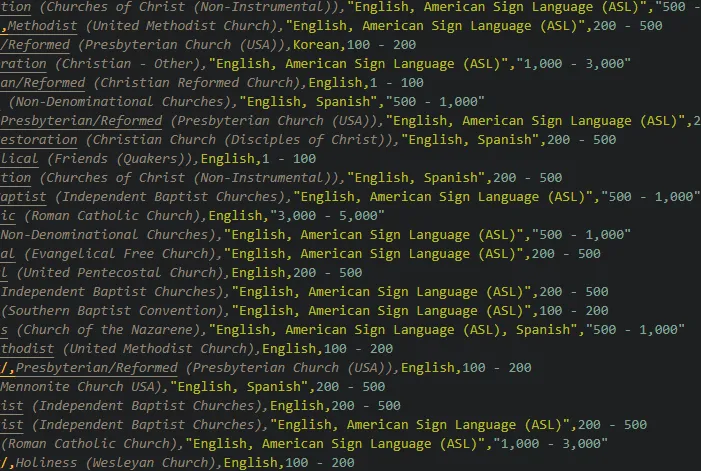 tion (Churches of Christ (Non-Instrumental)),"English, American Sign Language (ASL)","500 -
,Methodist (United Methodist Church),"English, American Sign Language (ASL)",200 - 500
/Reformed (Presbyterian Church (USA)),Korean,100 - 200
ration (Christian - Other),"English, American Sign Language (ASL)","1,000 - 3,000"
an/Reformed (Christian Reformed Church),English,1 - 100
(Non-Denominational Churches),"English, Spanish","500 - 1,000"
Presbyterian/Reformed (Presbyterian Church (USA)),"English, American Sign Language (ASL)",2
estoration (Christian Church (Disciples of Christ)),"English, Spanish",200 - 500
lical (Friends (Quakers)),English,1 - 100
tion (Churches of Christ (Non-Instrumental)),"English, Spanish",200 - 500
aptist (Independent Baptist Churches),"English, American Sign Language (ASL)","500 - 1,000"
ic (Roman Catholic Church),English,"3,000 - 5,000"
Non-Denominational Churches),"English, American Sign Language (ASL)","500 - 1,000"
al (Evangelical Free Church),"English, American Sign Language (ASL)",200 - 500
l (United Pentecostal Church),English,200 - 500
Independent Baptist Churches),"English, American Sign Language (ASL)",200 - 500
(Southern Baptist Convention),"English, American Sign Language (ASL)",100 - 200
s (Church of the Nazarene),"English, American Sign Language (ASL), Spanish","500 - 1,000"
thodist (United Methodist Church),English,100 - 200
/,Presbyterian/Reformed (Presbyterian Church (USA)),English,100 - 200
Mennonite Church USA),"English, Spanish",200 - 500
ist (Independent Baptist Churches),English,200 - 500
ist (Independent Baptist Churches),"English, American Sign Language (ASL)",200 - 500
(Roman Catholic Church),"English, American Sign Language (ASL)","1,000 - 3,000"
/,Holiness (Wesleyan Church),English,100 - 200